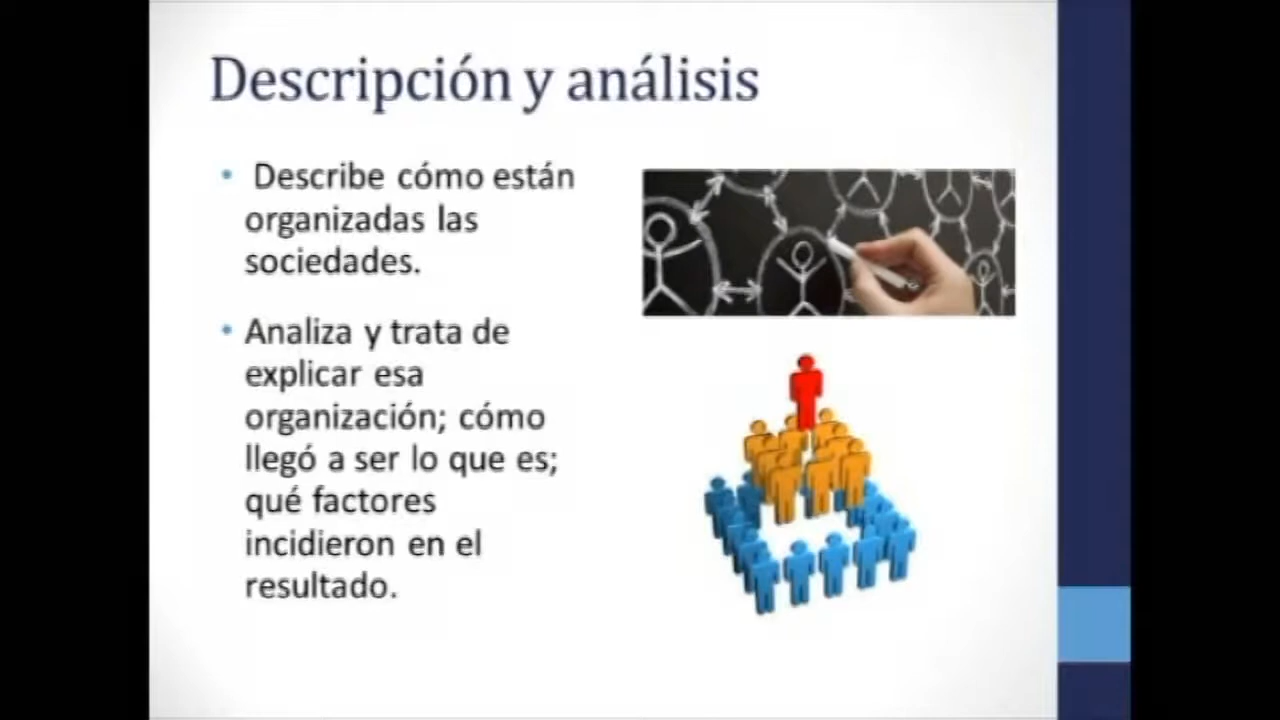 Descripción y análisis
• Describe cómo están
organizadas las
sociedades.
• Analiza y trata de
explicar esa
organización; cómo
llegó a ser lo que es;
qué factores
incidieron en el
resultado.